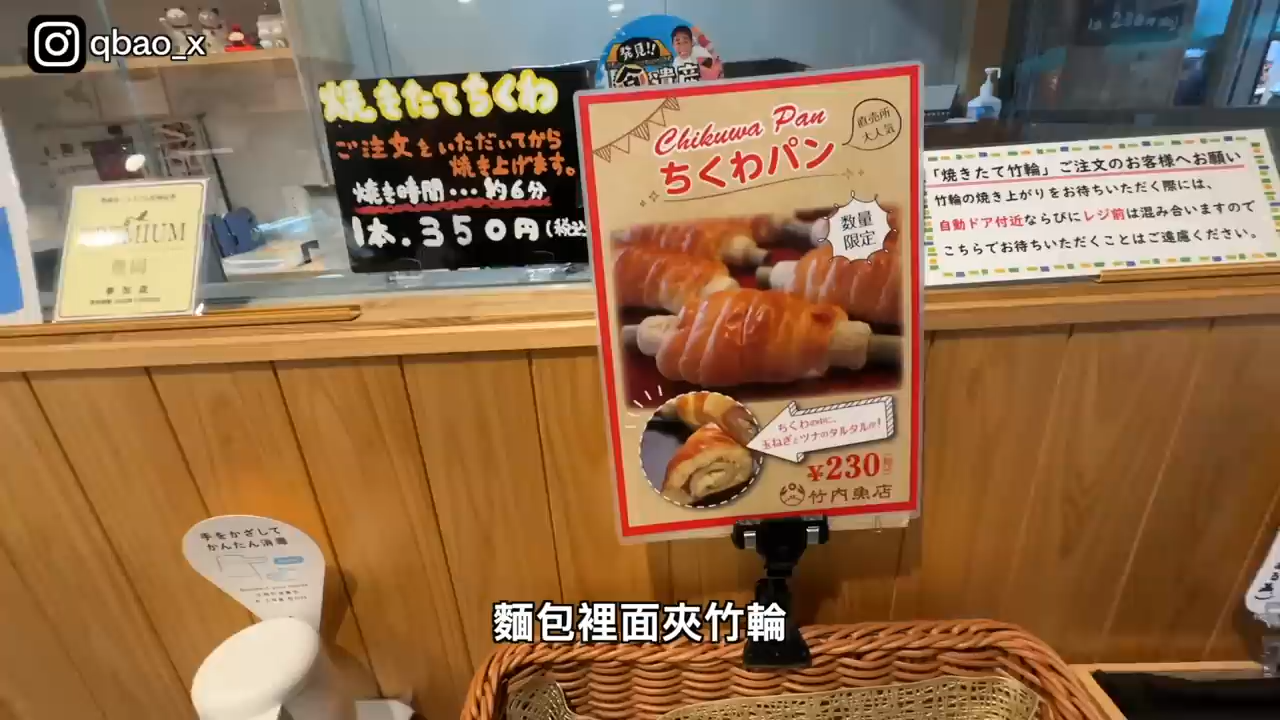 qbao_x
焼きたてちくわ
ご注文をいただいてから
焼き上げます。
焼き時間…約6分
1本.350円(税込
発見!!
遺産
PREMIUM
Chikuwa Pan
ちくわパン
直売所
大人気
数量
限定
ちくわの中に、
玉ねぎとツナのタルタルが!
¥230
竹内魚店
「焼きたて竹輪」ご注文のお客様へお願い
竹輪の焼き上がりをお待ちいただく際には、
自動ドア付近ならびにレジ前は混み合いますので
こちらでお待ちいただくことはご遠慮ください。
手をかざして
かんたん消毒
麵包裡面夾竹輪